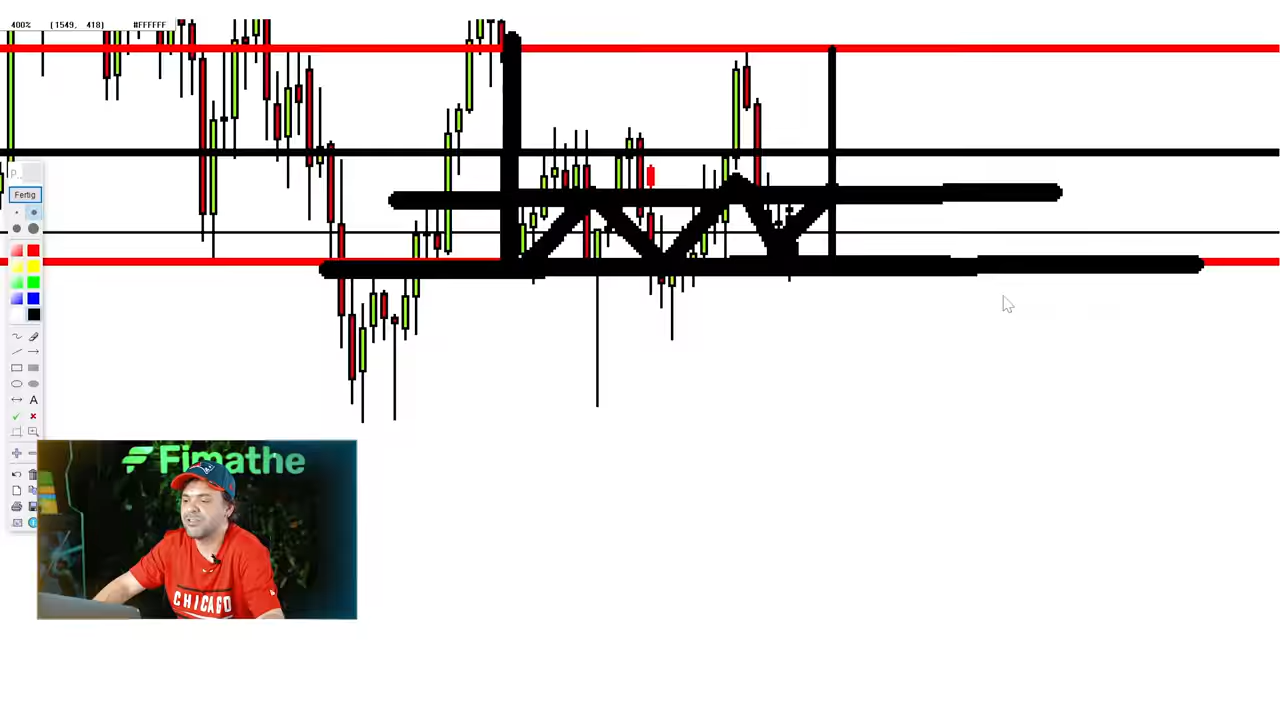 400% (1549, 418) #FFFFFF
P..
Fertig
A
Fimathe
CHICAGO